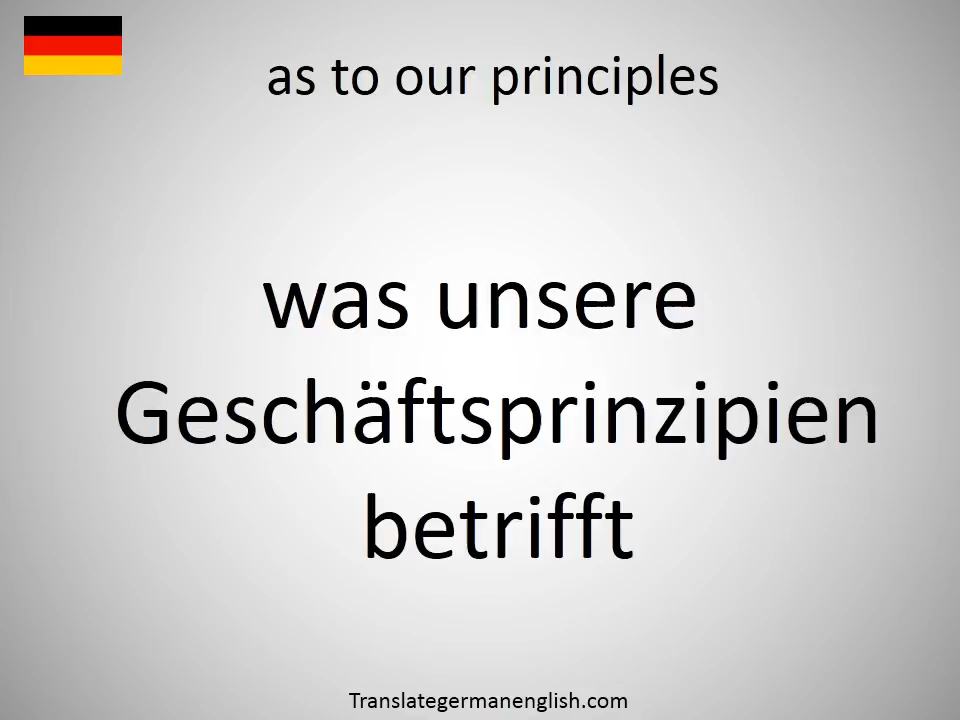 as to our principles
was unsere
Geschäftsprinzipien
betrifft
Translategermanenglish.com